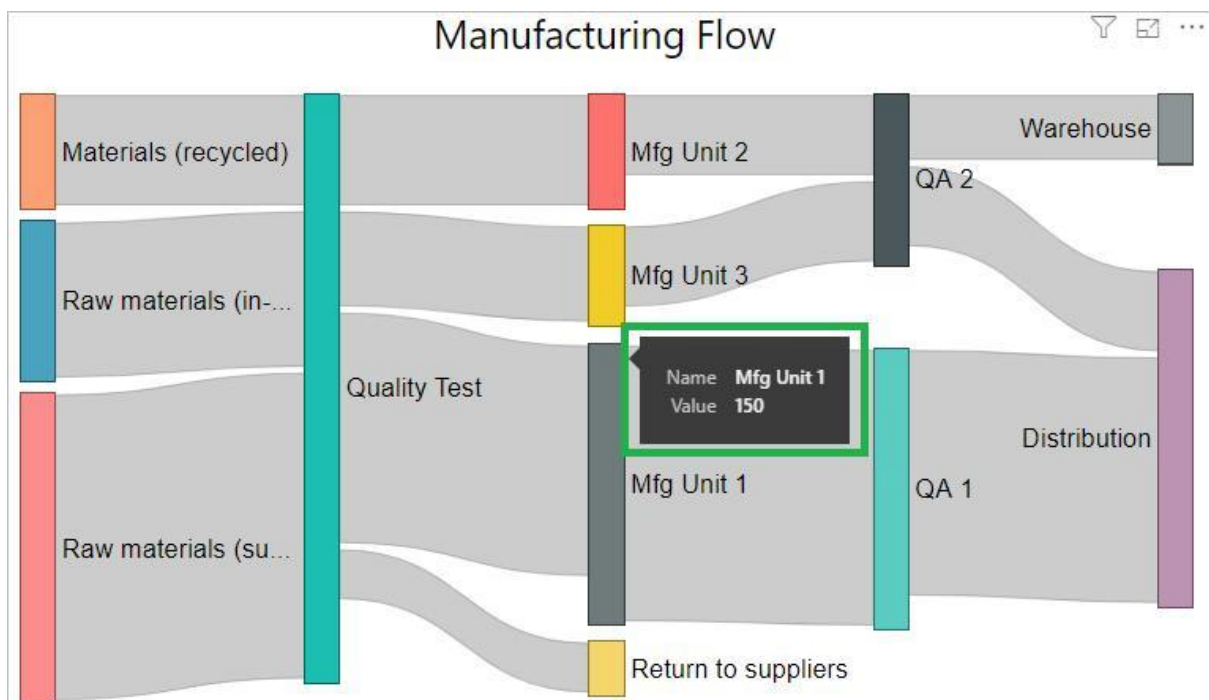 Manufacturing Flow
Materials (recycled)
Raw materials (in-...
Raw materials (su...
Quality Test
Mfg Unit 2
Mfg Unit 3
Name Mfg Unit 1
Value 150
Mfg Unit 1
Return to suppliers
QA 2
QA 1
Warehouse
Distribution